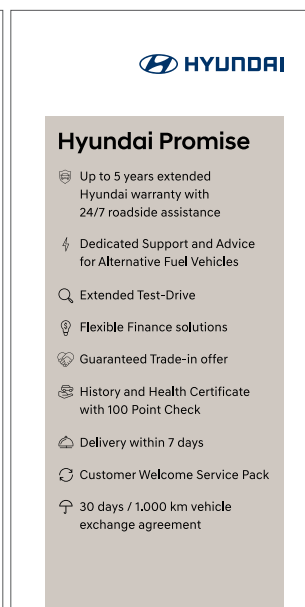 HYUNDAI
Hyundai Promise
Up to 5 years extended
Hyundai warranty with
24/7 roadside assistance
Dedicated Support and Advice
for Alternative Fuel Vehicles
Extended Test-Drive
Flexible Finance solutions
Guaranteed Trade-in offer
History and Health Certificate
with 100 Point Check
Delivery within 7 days
Customer Welcome Service Pack
30 days / 1.000 km vehicle
exchange agreement